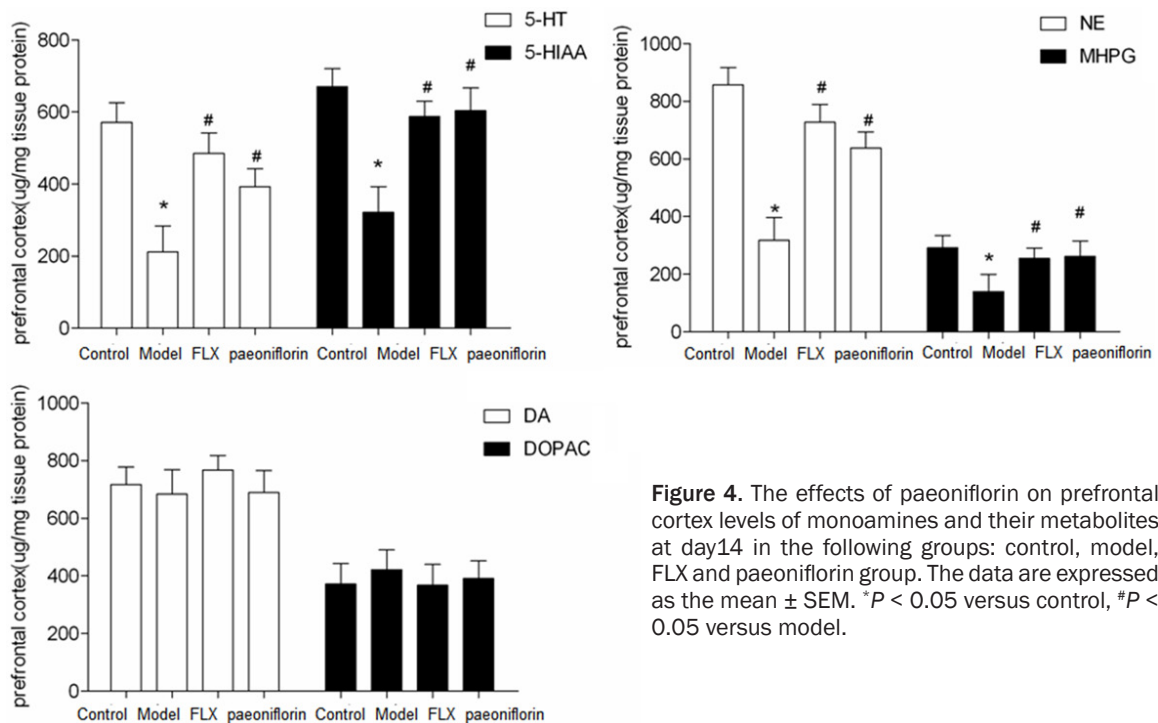 5-HT
5-HIAA
prefrontal cortex(ug/mg tissue protein)
800
600
400
200
0
*
#
#
*
#
#
Control Model FLX paeoniflorin Control Model FLX paeoniflorin
NE
MHPG
prefrontal cortex(ug/mg tissue protein)
1000
800
600
400
200
0
*
#
#
*
#
#
Control Model FLX paeoniflorin Control Model FLX paeoniflorin
DA
DOPAC
prefrontal cortex(ug/mg tissue protein)
1000
800
600
400
200
0
Control Model FLX paeoniflorin Control Model FLX paeoniflorin
Figure 4. The effects of paeoniflorin on prefrontal
cortex levels of monoamines and their metabolites
at day14 in the following groups: control, model,
FLX and paeoniflorin group. The data are expressed
as the mean ± SEM. *P < 0.05 versus control, #P <
0.05 versus model.